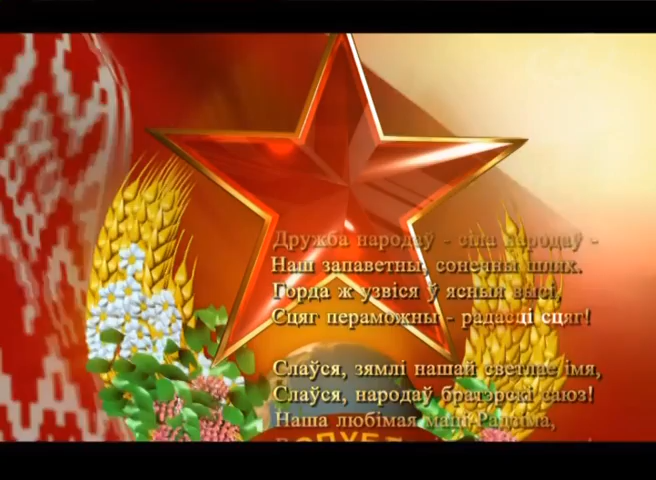 Дружба народаў - сіла народаў -
Наш запаветны, сонечны шлях.
Горда ж узвіся ў ясныя высі,
Сцяг пераможны - радасці сцяг!
Слаўся, зямлі нашай светлае імя,
Слаўся, народаў братэрскі саюз!
Наша любімая маці-Радзіма,